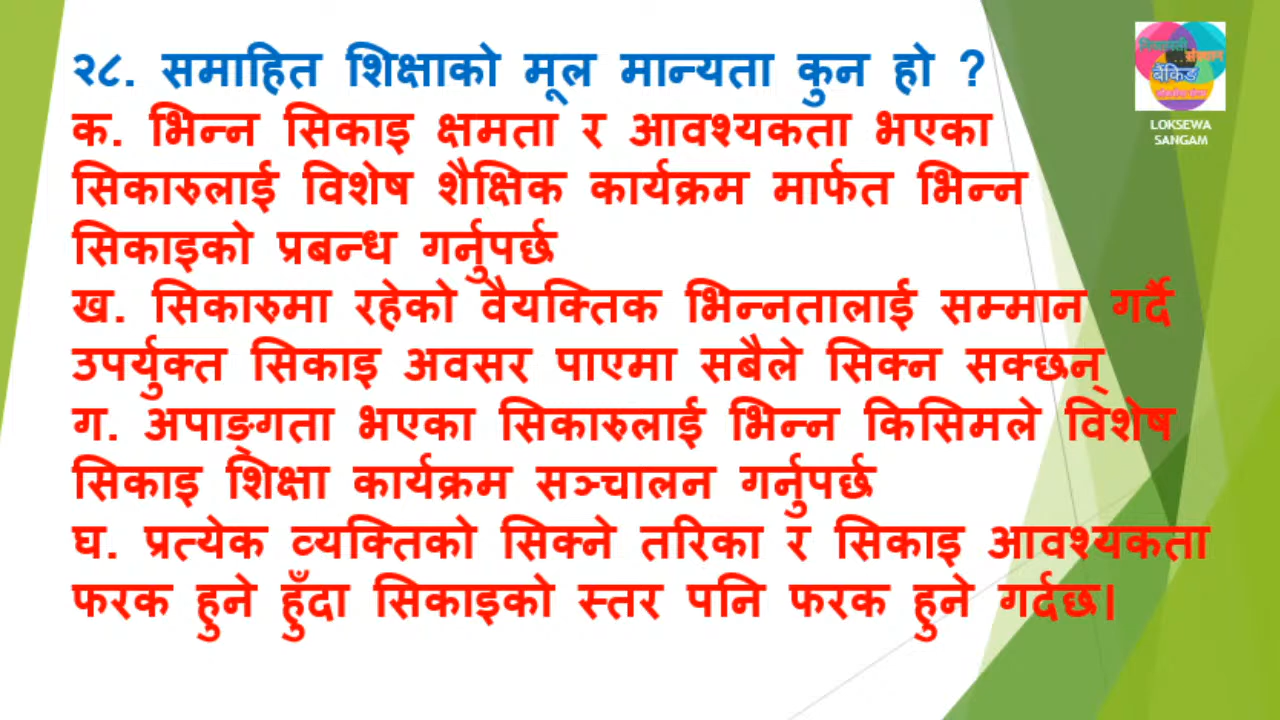 २८. समाहित शिक्षाको मूल मान्यता कुन हो ?
क. भिन्न सिकाइ क्षमता र आवश्यकता भएका
सिकारुलाई विशेष शैक्षिक कार्यक्रम मार्फत भिन्न
सिकाइको प्रबन्ध गर्नुपर्छ
ख. सिकारुमा रहेको वैयक्तिक भिन्नतालाई सम्मान गर्दै
उपर्युक्त सिकाइ अवसर पाएमा सबैले सिक्न सक्छन्
ग. अपाङ्गता भएका सिकारुलाई भिन्न किसिमले विशेष
सिकाइ शिक्षा कार्यक्रम सञ्चालन गर्नुपर्छ
घ. प्रत्येक व्यक्तिको सिक्ने तरिका र सिकाइ आवश्यकता
फरक हुने हुँदा सिकाइको स्तर पनि फरक हुने गर्दछ।
बैंकिङ
LOKSEWA
SANGAM